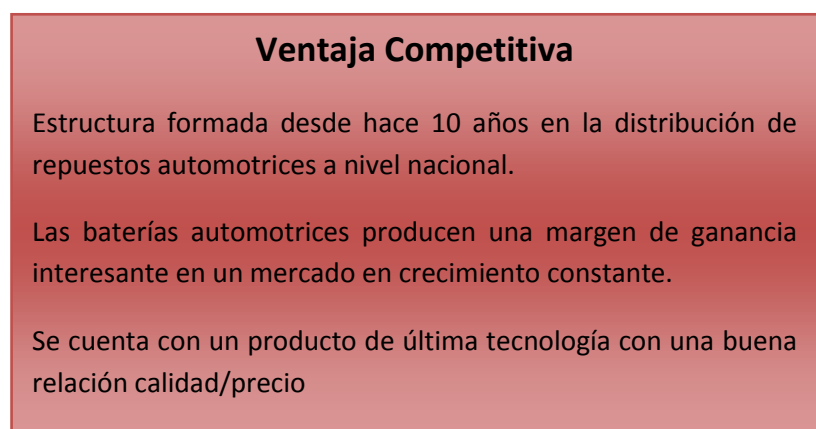 Ventaja Competitiva
Estructura formada desde hace 10 años en la distribución de
repuestos automotrices a nivel nacional.
Las baterías automotrices producen una margen de ganancia
interesante en un mercado en crecimiento constante.
Se cuenta con un producto de última tecnología con una buena
relación calidad/precio